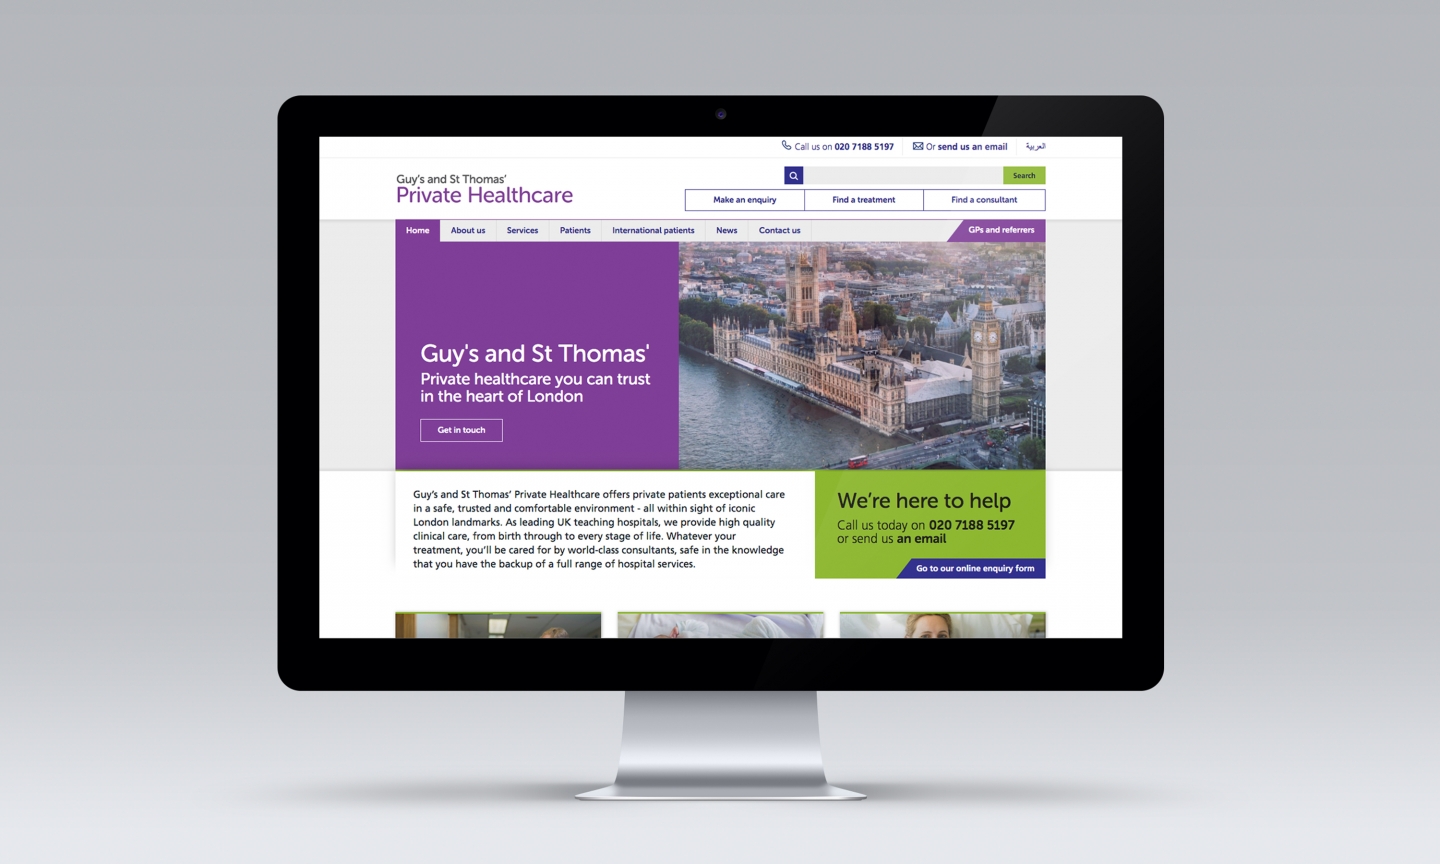 Call us on 020 7188 5197
Or send us an email
العربية
Guy's and St Thomas'
Private Healthcare
Search
Make an enquiry
Find a treatment
Find a consultant
Home
About us
Services
Patients
International patients
News
Contact us
GPs and referrers
Guy's and St Thomas'
Private healthcare you can trust
in the heart of London
Get in touch
Guy's and St Thomas' Private Healthcare offers private patients exceptional care
in a safe, trusted and comfortable environment - all within sight of iconic
London landmarks. As leading UK teaching hospitals, we provide high quality
clinical care, from birth through to every stage of life. Whatever your
treatment, you'll be cared for by world-class consultants, safe in the knowledge
that you have the backup of a full range of hospital services.
We're here to help
Call us today on 020 7188 5197
or send us an email
Go to our online enquiry form